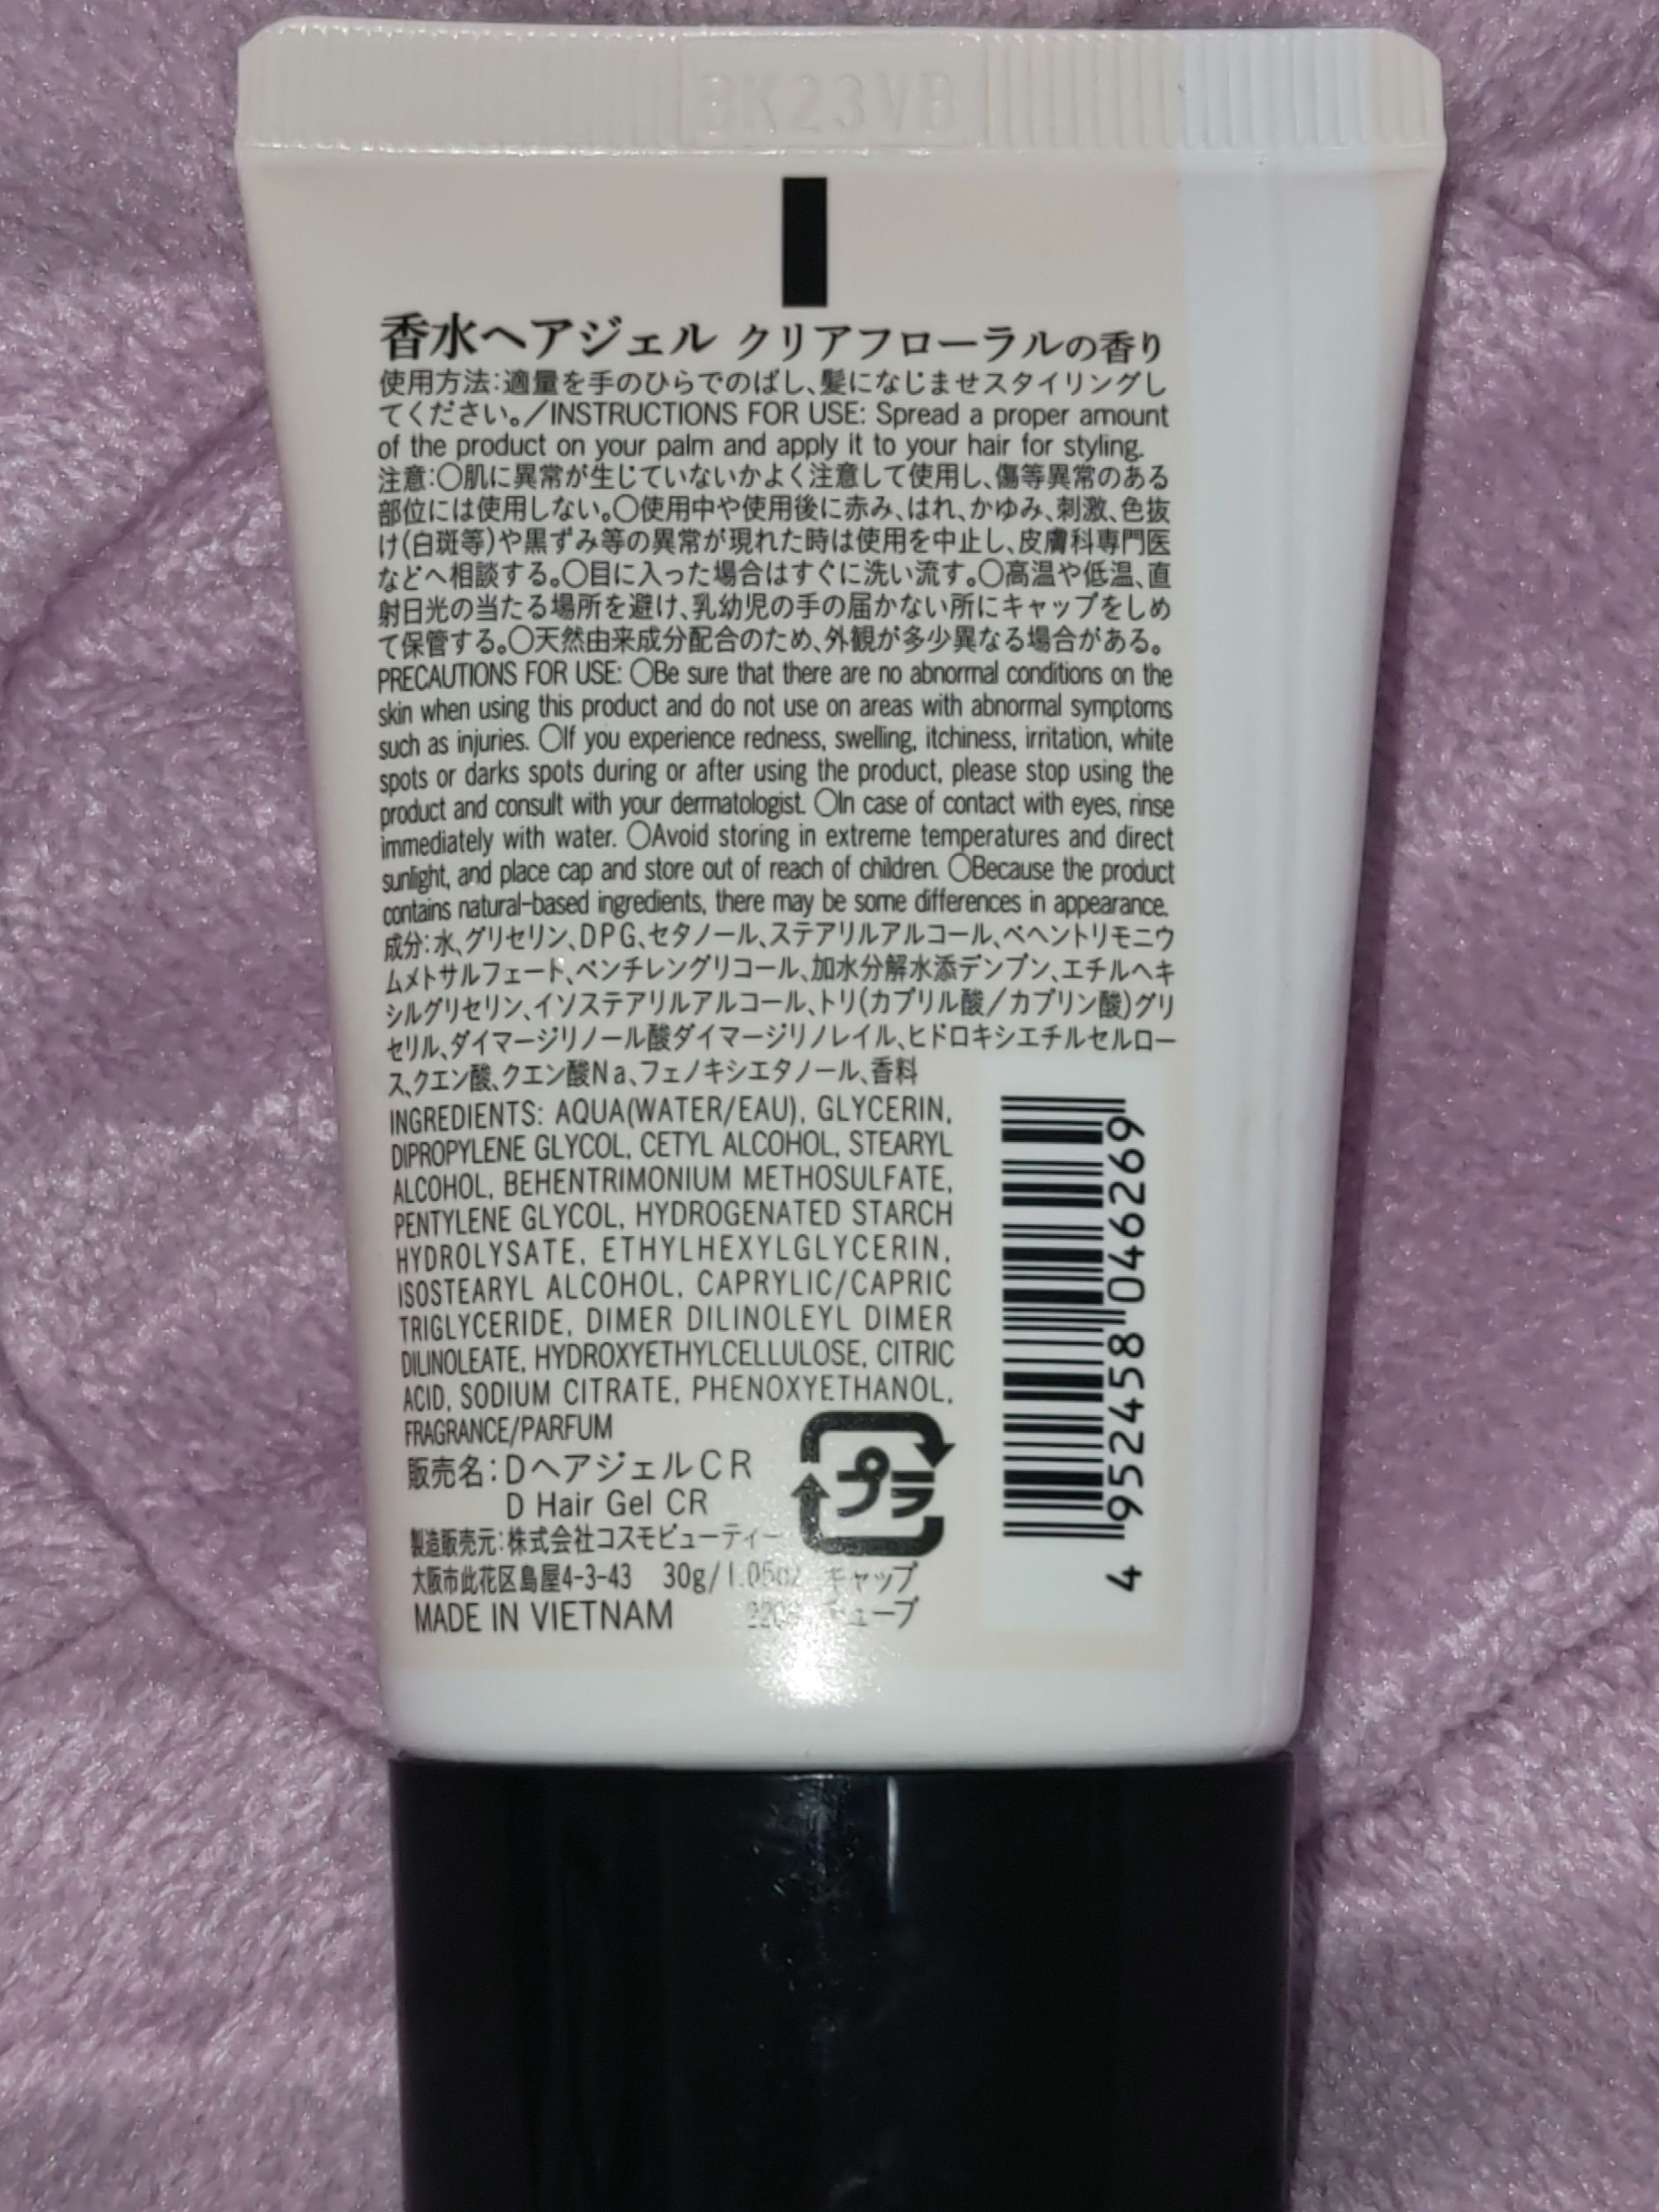 BK23VB
香水ヘアジェル クリアフローラルの香り
使用方法:適量を手のひらでのばし、髪になじませスタイリングし
てください。/INSTRUCTIONS FOR USE: Spread a proper amount
of the product on your palm and apply it to your hair for styling.
注意:○肌に異常が生じていないかよく注意して使用し、傷等異常のある
部位には使用しない。○使用中や使用後に赤み、はれ、かゆみ、刺激、色抜
け(白斑等)や黒ずみ等の異常が現れた時は使用を中止し、皮膚科専門医
などへ相談する。○目に入った場合はすぐに洗い流す。○高温や低温、直
射日光の当たる場所を避け、乳幼児の手の届かない所にキャップをしめ
て保管する。○天然由来成分配合のため、外観が多少異なる場合がある。
PRECAUTIONS FOR USE: ○Be sure that there are no abnormal conditions on the
skin when using this product and do not use on areas with abnormal symptoms
such as injuries. ○If you experience redness, swelling, itchiness, irritation, white
spots or darks spots during or after using the product, please stop using the
product and consult with your dermatologist. ○In case of contact with eyes, rinse
immediately with water. ○Avoid storing in extreme temperatures and direct
sunlight, and place cap and store out of reach of children. ○Because the product
contains natural-based ingredients, there may be some differences in appearance.
成分:水、グリセリン、DPG、セタノール、ステアリルアルコール、ベヘントリモニウ
ムメトサルフェート、ペンチレングリコール、加水分解水添デンプン、エチルヘキ
シルグリセリン、イソステアリルアルコール、トリ(カプリル酸/カプリン酸)グリ
セリル、ダイマージリノール酸ダイマージリノレイル、ヒドロキシエチルセルロー
ス、クエン酸、クエン酸Na、フェノキシエタノール、香料
INGREDIENTS: AQUA(WATER/EAU), GLYCERIN,
DIPROPYLENE GLYCOL, CETYL ALCOHOL, STEARYL
ALCOHOL, BEHENTRIMONIUM METHOSULFATE,
PENTYLENE GLYCOL, HYDROGENATED STARCH
HYDROLYSATE, ETHYLHEXYLGLYCERIN,
ISOSTEARYL ALCOHOL, CAPRYLIC/CAPRIC
TRIGLYCERIDE, DIMER DILINOLEYL DIMER
DILINOLEATE, HYDROXYETHYLCELLULOSE, CITRIC
ACID, SODIUM CITRATE, PHENOXYETHANOL,
FRAGRANCE/PARFUM
販売名:DヘアジェルCR
D Hair Gel CR
プラ
製造販売元:株式会社コスモビューティー
大阪市此花区島屋4-3-43 30g/1.05oz キャップ
MADE IN VIETNAM チューブ
4 952458 046269